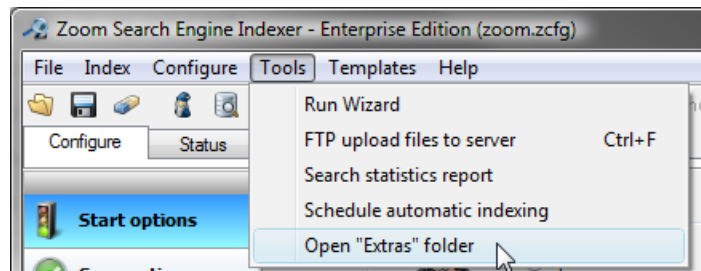 Zoom Search Engine Indexer - Enterprise Edition (zoom.zcfg)
File Index Configure Tools Templates Help
Run Wizard
Configure Status
FTP upload files to server Ctrl+F
Search statistics report
Start options
Schedule automatic indexing
Open "Extras" folder